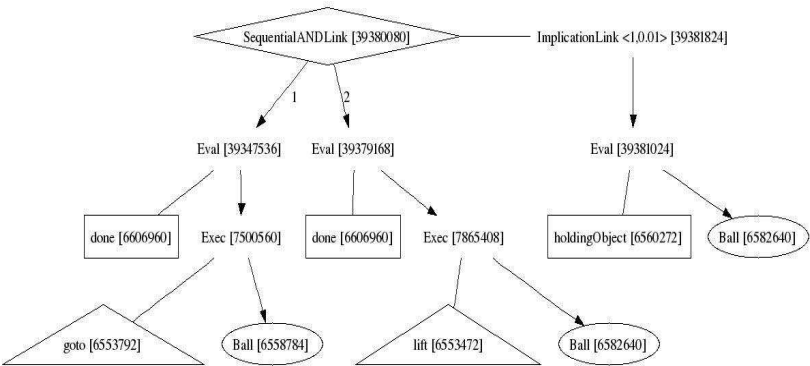 SequentialANDLink [39380080]
ImplicationLink <1,0.01> [39381824]
1
2
Eval [39347536]
Eval [39379168]
Eval [39381024]
done [6606960]
Exec [7500560]
done [6606960]
Exec [7865408]
holdingObject [6560272]
Ball [6582640]
goto [6553792]
Ball [6558784]
lift [6553472]
Ball [6582640]